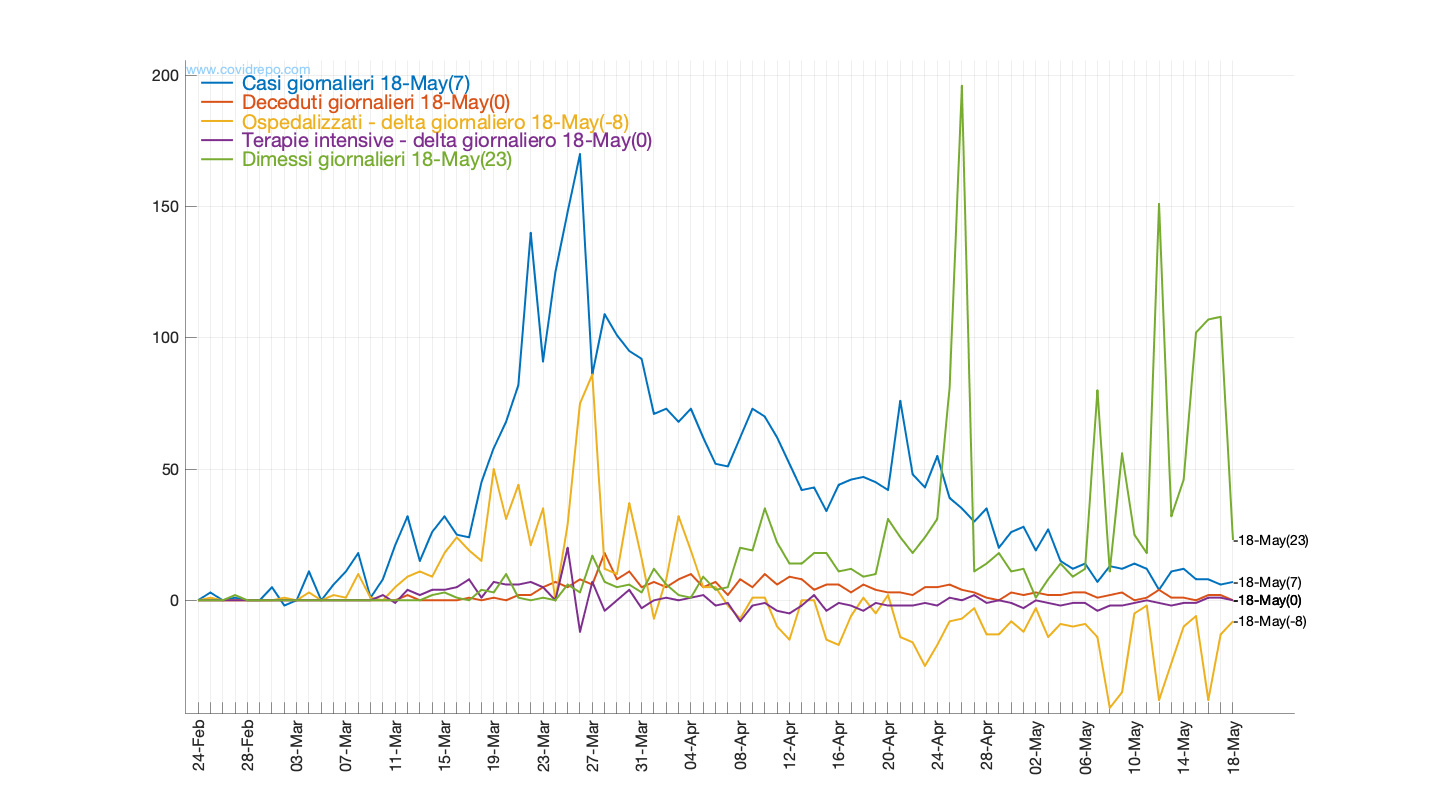 www.covidrepo.com
Casi giornalieri 18-May(7)
Deceduti giornalieri 18-May(0)
Ospedalizzati - delta giornaliero 18-May(-8)
Terapie intensive - delta giornaliero 18-May(0)
Dimessi giornalieri 18-May(23)
200
150
100
50
0
18-May(23)
18-May(7)
18-May(0)
18-May(-8)
24-Feb
28-Feb
03-Mar
07-Mar
11-Mar
15-Mar
19-Mar
23-Mar
27-Mar
31-Mar
04-Apr
08-Apr
12-Apr
16-Apr
20-Apr
24-Apr
28-Apr
02-May
06-May
10-May
14-May
18-May